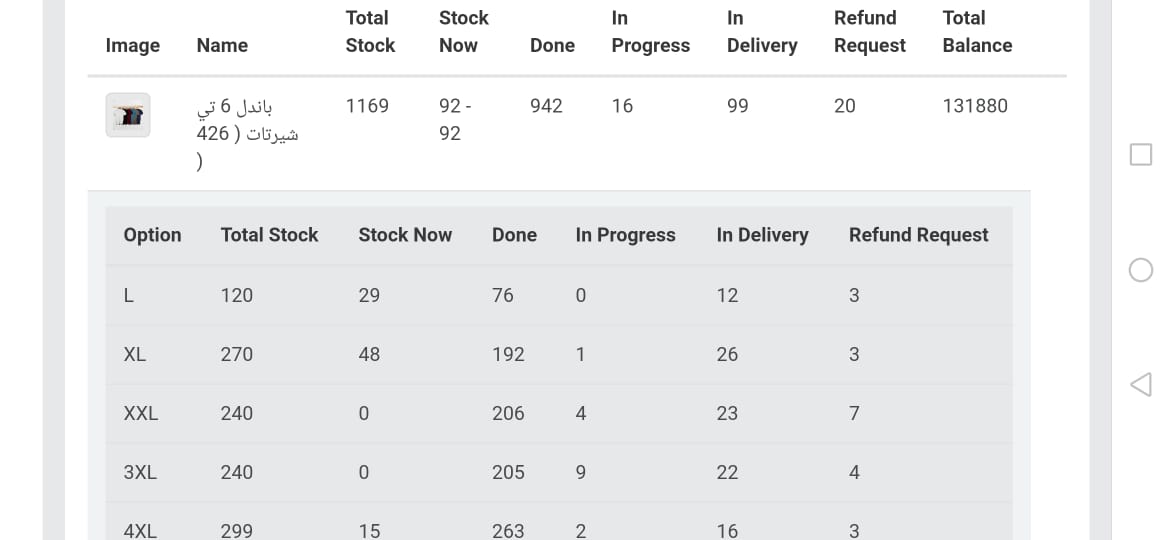 Image Name Total Stock Stock Now Done In Progress In Delivery Refund Request Total Balance
باندل 6 تي 1169 92 - 942 16 99 20 131880
شيرتات ( 426 92
(
Option Total Stock Stock Now Done In Progress In Delivery Refund Request
L 120 29 76 0 12 3
XL 270 48 192 1 26 3
XXL 240 0 206 4 23 7
3XL 240 0 205 9 22 4
4XL 299 15 263 2 16 3